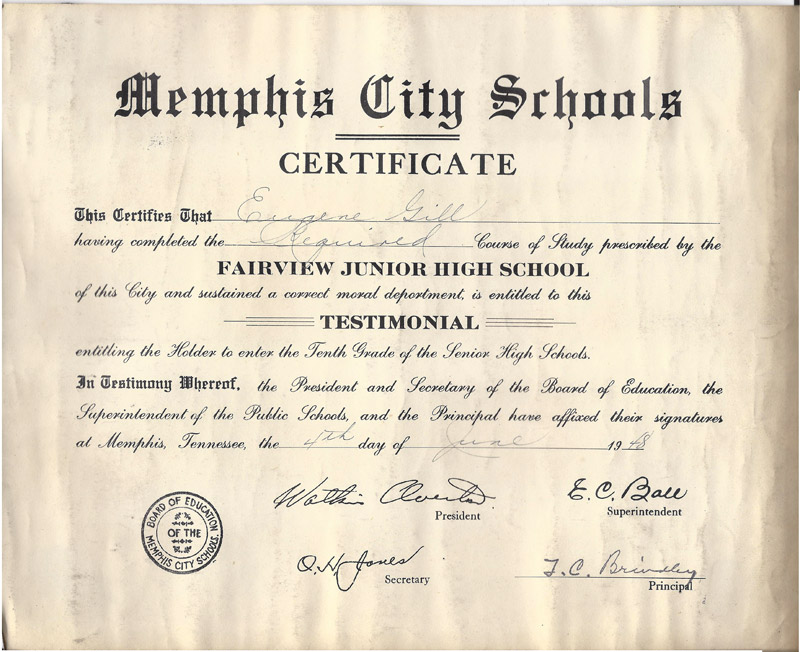 Memphis City Schools
CERTIFICATE
This Certifies That Eugene Gill
having completed the Required Course of Study prescribed by the
FAIRVIEW JUNIOR HIGH SCHOOL
of this City and sustained a correct moral deportment, is entitled to this
TESTIMONIAL
entitling the Holder to enter the Tenth Grade of the Senior High Schools.
In Testimony Whereof, the President and Secretary of the Board of Education, the
Superintendent of the Public Schools, and the Principal have affixed their signatures
at Memphis, Tennessee, the 4th day of June 1948
Watkins Overton
President
E. C. Ball
Superintendent
BOARD OF EDUCATION
OF THE
MEMPHIS CITY SCHOOLS.
O. H. Jones
Secretary
F. C. Brindley
Principal